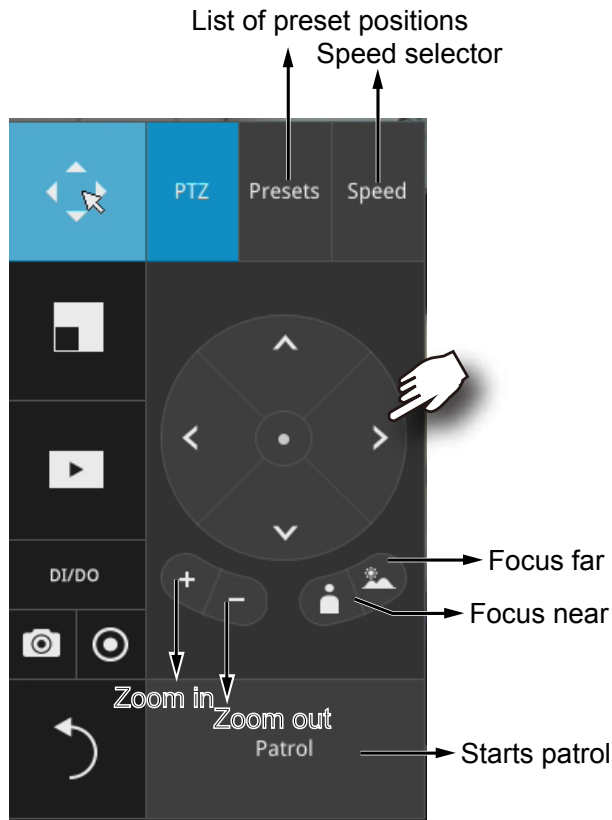 List of preset positions
Speed selector
PTZ
Presets
Speed
DI/DO
Focus far
Focus near
Zoom in
Zoom out
Patrol
Starts patrol